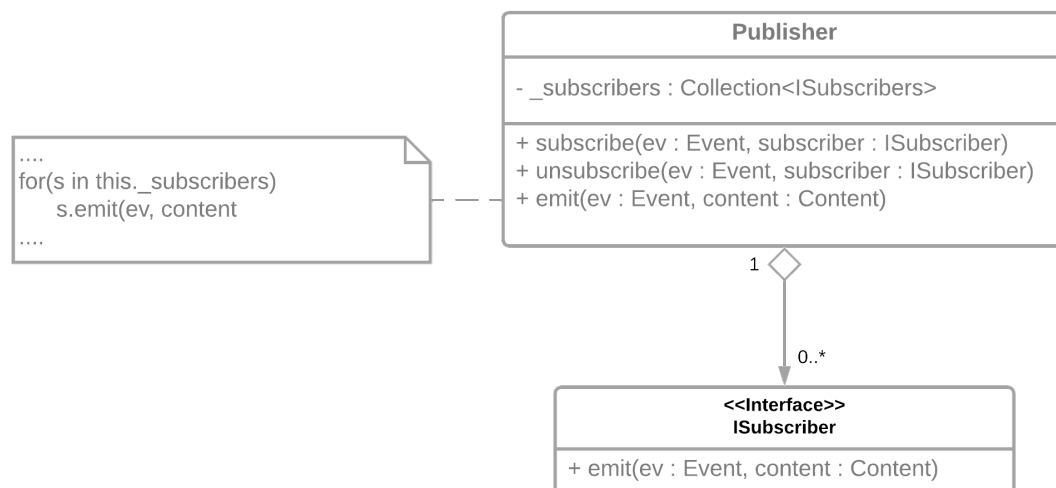 Publisher
- _subscribers : Collection<ISubscribers>
+ subscribe(ev : Event, subscriber : ISubscriber)
+ unsubscribe(ev : Event, subscriber : ISubscriber)
+ emit(ev : Event, content : Content)
....
for(s in this._subscribers)
s.emit(ev, content
....
1
0..*
<<Interface>>
ISubscriber
+ emit(ev : Event, content : Content)